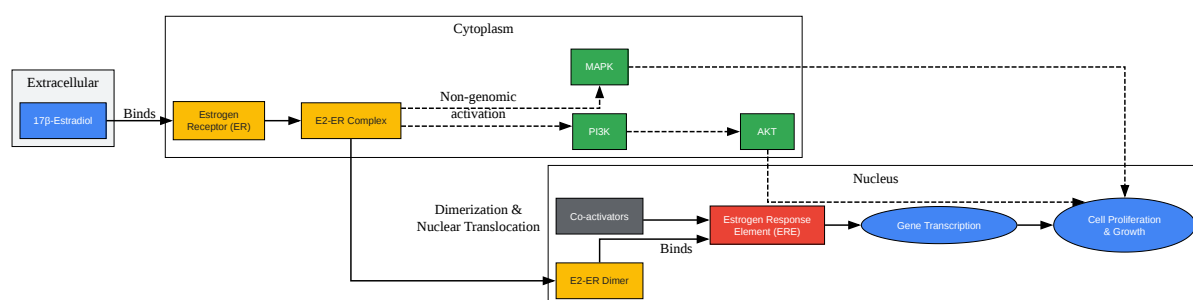 Cytoplasm
Extracellular
17β-Estradiol
Binds
Estrogen
Receptor (ER)
E2-ER Complex
Non-genomic
activation
MAPK
PI3K
AKT
Nucleus
Dimerization &
Nuclear Translocation
Co-activators
E2-ER Dimer
Binds
Estrogen Response
Element (ERE)
Gene Transcription
Cell Proliferation
& Growth